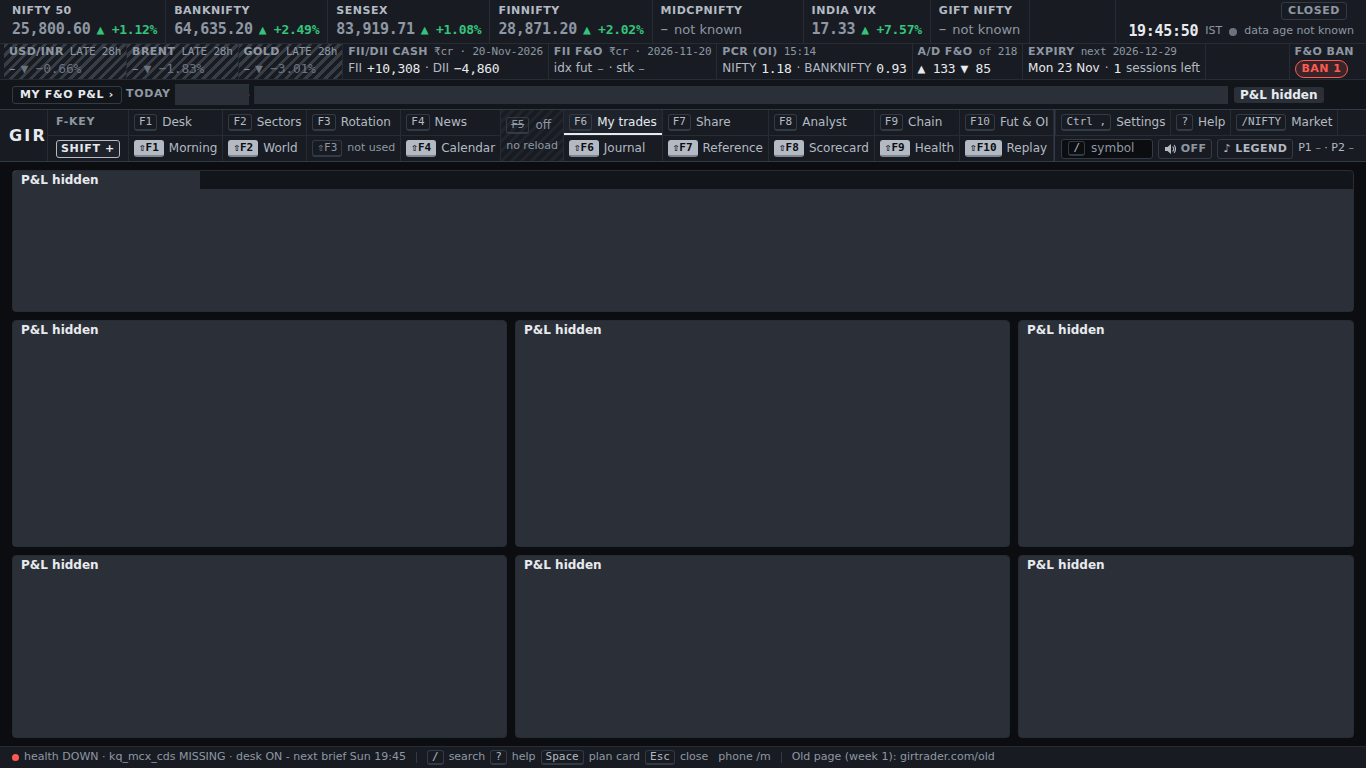 NIFTY 50 BANKNIFTY SENSEX FINNIFTY MIDCPNIFTY INDIA VIX GIFT NIFTY CLOSED
25,800.60 ▲ +1.12% 64,635.20 ▲ +2.49% 83,919.71 ▲ +1.08% 28,871.20 ▲ +2.02% – not known 17.33 ▲ +7.57% – not known 19:45:50 IST ● data age not known
USD/INR LATE 28h BRENT LATE 28h GOLD LATE 28h FII/DII CASH ₹cr · 20-Nov-2026 FII F&O ₹cr · 2026-11-20 PCR (OI) 15:14 A/D F&O of 218 EXPIRY next 2026-12-29 F&O BAN
– ▼ −0.66% – ▼ −1.83% – ▼ −3.01% FII +10,308 · DII −4,860 idx fut – · stk – NIFTY 1.18 · BANKNIFTY 0.93 ▲ 133 ▼ 85 Mon 23 Nov · 1 sessions left BAN 1
MY F&O P&L › TODAY P&L hidden
GIR
F-KEY F1 Desk F2 Sectors F3 Rotation F4 News F5 off F6 My trades F7 Share F8 Analyst F9 Chain F10 Fut & OI Ctrl , Settings ? Help /NIFTY Market
SHIFT + ⇧F1 Morning ⇧F2 World ⇧F3 not used ⇧F4 Calendar no reload ⇧F6 Journal ⇧F7 Reference ⇧F8 Scorecard ⇧F9 Health ⇧F10 Replay / symbol OFF ♪ LEGEND P1 – · P2 –
P&L hidden
P&L hidden P&L hidden P&L hidden
P&L hidden P&L hidden P&L hidden
● health DOWN · kq_mcx_cds MISSING · desk ON - next brief Sun 19:45 | / search ? help Space plan card Esc close phone /m | Old page (week 1): girtrader.com/old